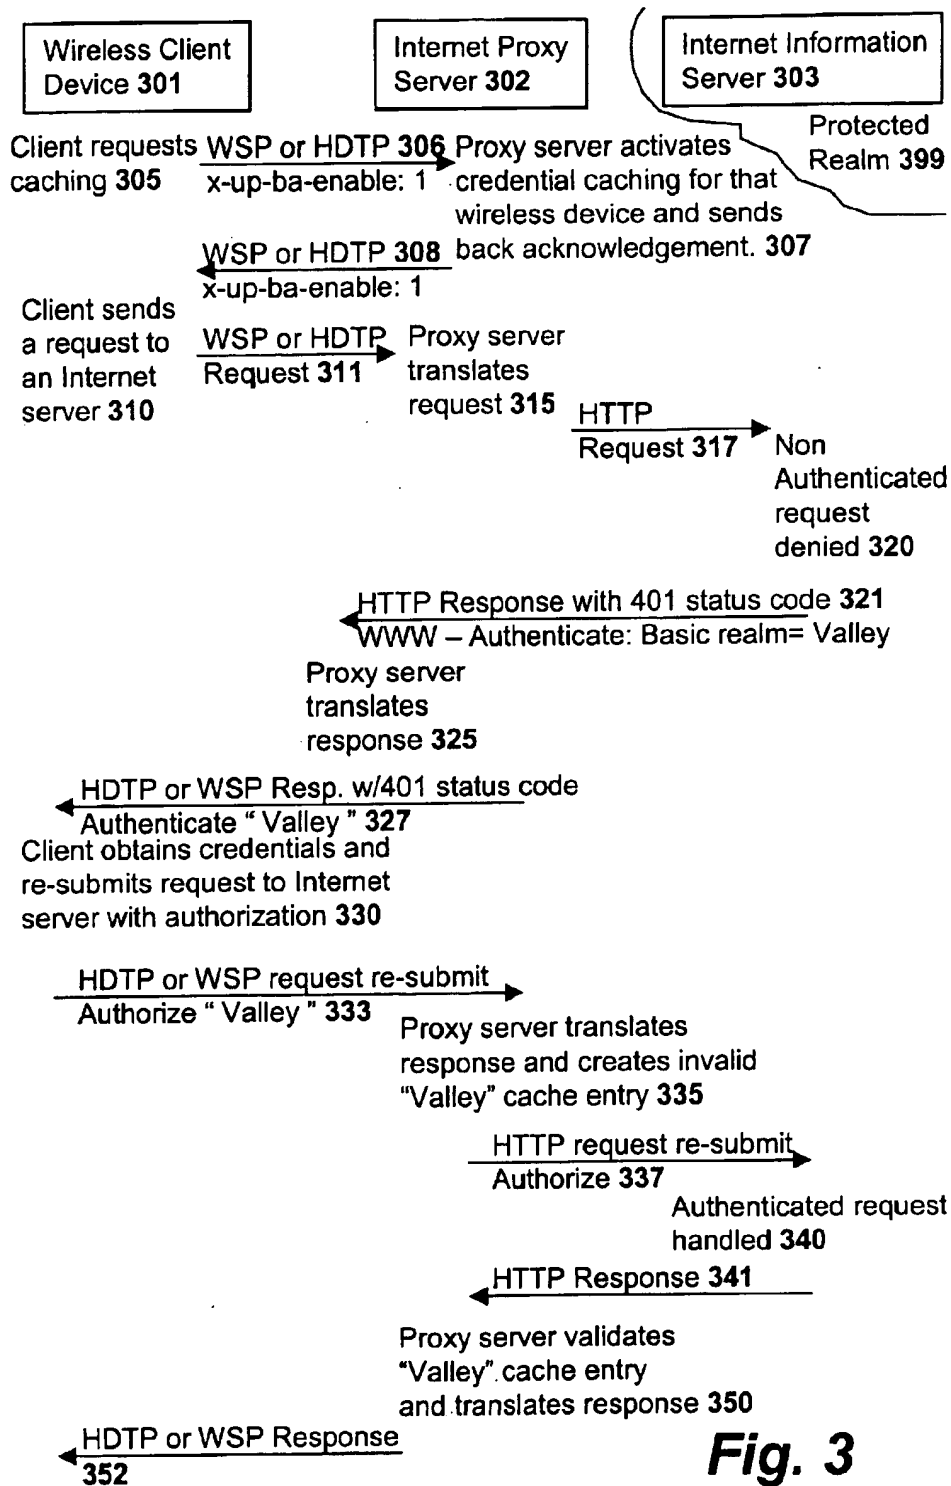 Wireless Client
Device 301
Internet Proxy
Server 302
Internet Information
Server 303
Protected
Realm 399
Client requests
caching 305
WSP or HDTP 306
x-up-ba-enable: 1
Proxy server activates
credential caching for that
wireless device and sends
back acknowledgement. 307
WSP or HDTP 308
x-up-ba-enable: 1
Client sends
a request to
an Internet
server 310
WSP or HDTP
Request 311
Proxy server
translates
request 315
HTTP
Request 317
Non
Authenticated
request
denied 320
HTTP Response with 401 status code 321
WWW – Authenticate: Basic realm= Valley
Proxy server
translates
response 325
HDTP or WSP Resp. w/401 status code
Authenticate “ Valley ” 327
Client obtains credentials and
re-submits request to Internet
server with authorization 330
HDTP or WSP request re-submit
Authorize “ Valley ” 333
Proxy server translates
response and creates invalid
“Valley” cache entry 335
HTTP request re-submit
Authorize 337
Authenticated request
handled 340
HTTP Response 341
Proxy server validates
“Valley” cache entry
and translates response 350
HDTP or WSP Response
352
Fig. 3